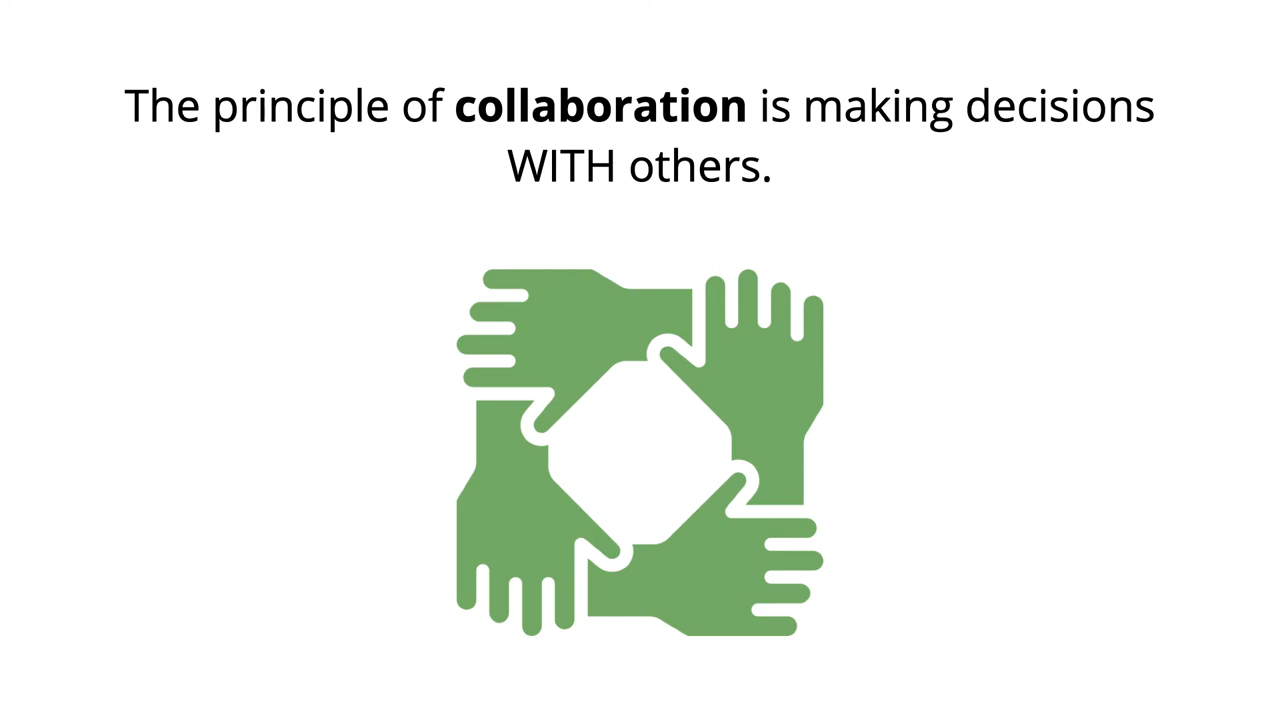 The principle of collaboration is making decisions
WITH others.